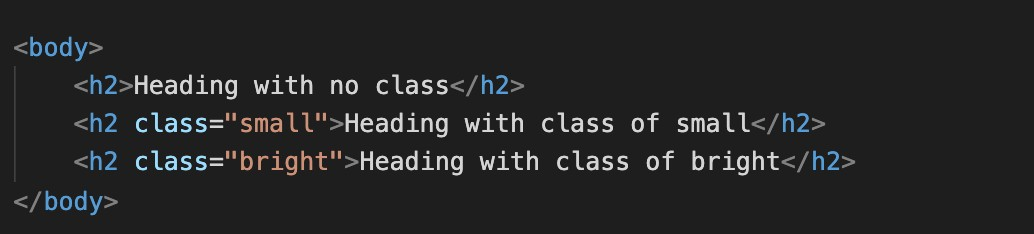 <body>
<h2>Heading with no class</h2>
<h2 class="small">Heading with class of small</h2>
<h2 class="bright">Heading with class of bright</h2>
</body>